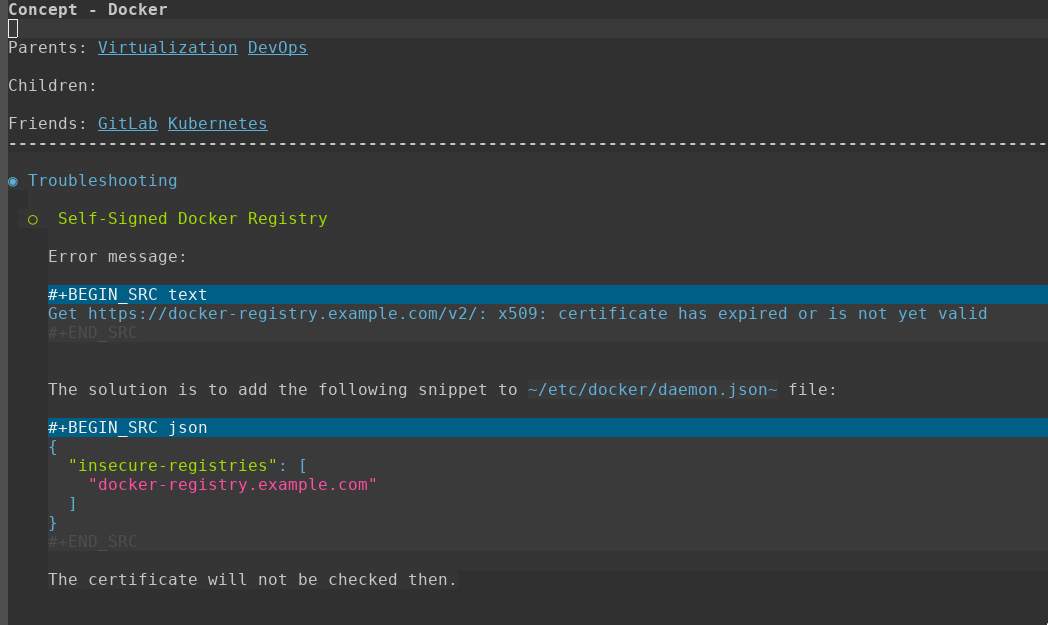 Concept - Docker
Parents: Virtualization DevOps
Children:
Friends: GitLab Kubernetes
--------------------------------------------------------------------------------------------------------
◉ Troubleshooting
○ Self-Signed Docker Registry
Error message:
#+BEGIN_SRC text
Get https://docker-registry.example.com/v2/: x509: certificate has expired or is not yet valid
#+END_SRC
The solution is to add the following snippet to ~/etc/docker/daemon.json~ file:
#+BEGIN_SRC json
{
"insecure-registries": [
"docker-registry.example.com"
]
}
#+END_SRC
The certificate will not be checked then.